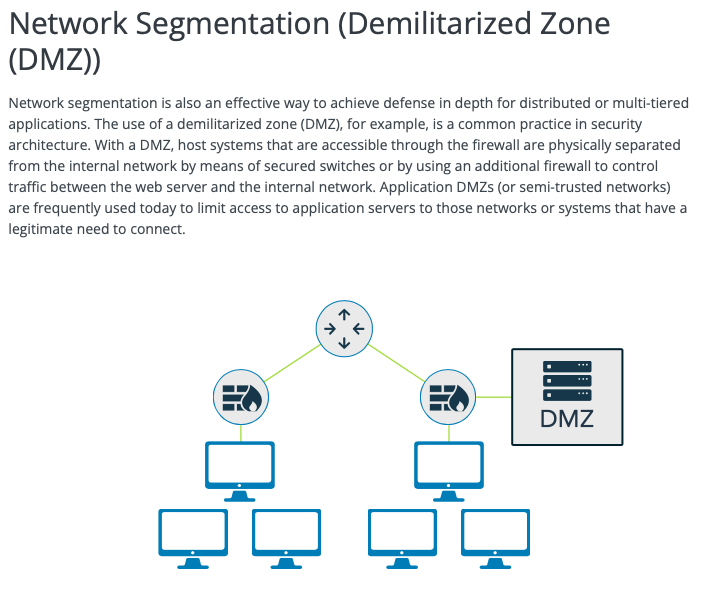 Network Segmentation (Demilitarized Zone
(DMZ))
Network segmentation is also an effective way to achieve defense in depth for distributed or multi-tiered
applications. The use of a demilitarized zone (DMZ), for example, is a common practice in security
architecture. With a DMZ, host systems that are accessible through the firewall are physically separated
from the internal network by means of secured switches or by using an additional firewall to control
traffic between the web server and the internal network. Application DMZs (or semi-trusted networks)
are frequently used today to limit access to application servers to those networks or systems that have a
legitimate need to connect.
DMZ